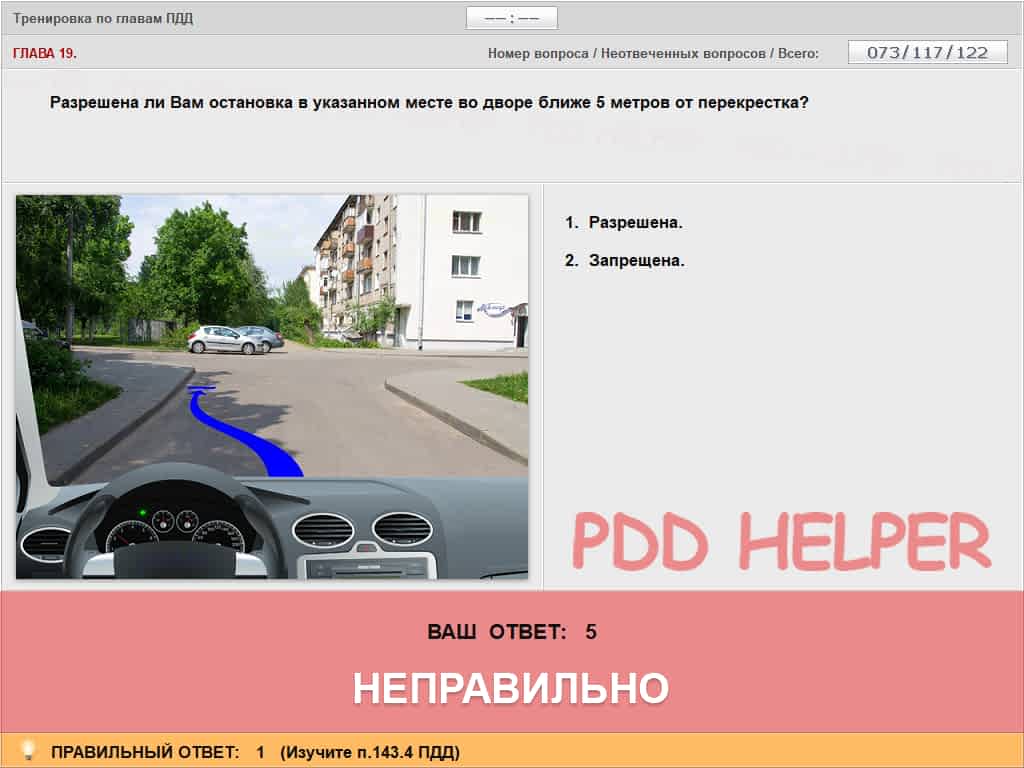 Тренировка по главам ПДД
—— : ——
ГЛАВА 19.
Номер вопроса / Неотвеченных вопросов / Всего:
073/117/122
Разрешена ли Вам остановка в указанном месте во дворе ближе 5 метров от перекрестка?
1. Разрешена.
2. Запрещена.
PDD HELPER
ВАШ ОТВЕТ: 5
НЕПРАВИЛЬНО
ПРАВИЛЬНЫЙ ОТВЕТ: 1 (Изучите п.143.4 ПДД)